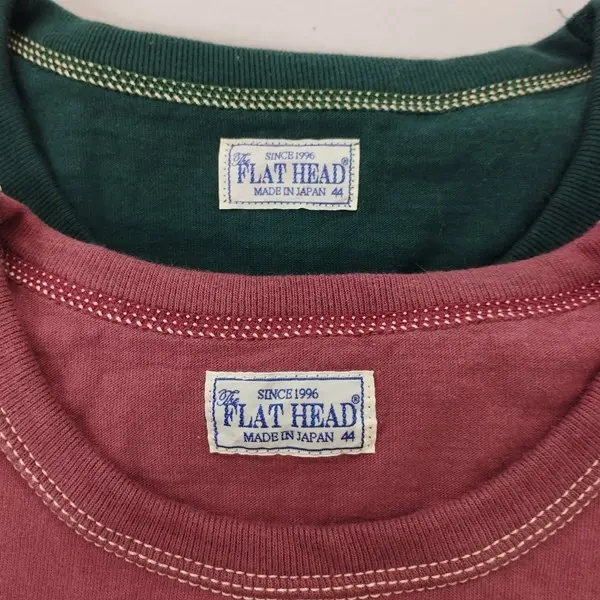 SINCE 1996
The FLAT HEAD®
MADE IN JAPAN 44
SINCE 1996
The FLAT HEAD®
MADE IN JAPAN 44